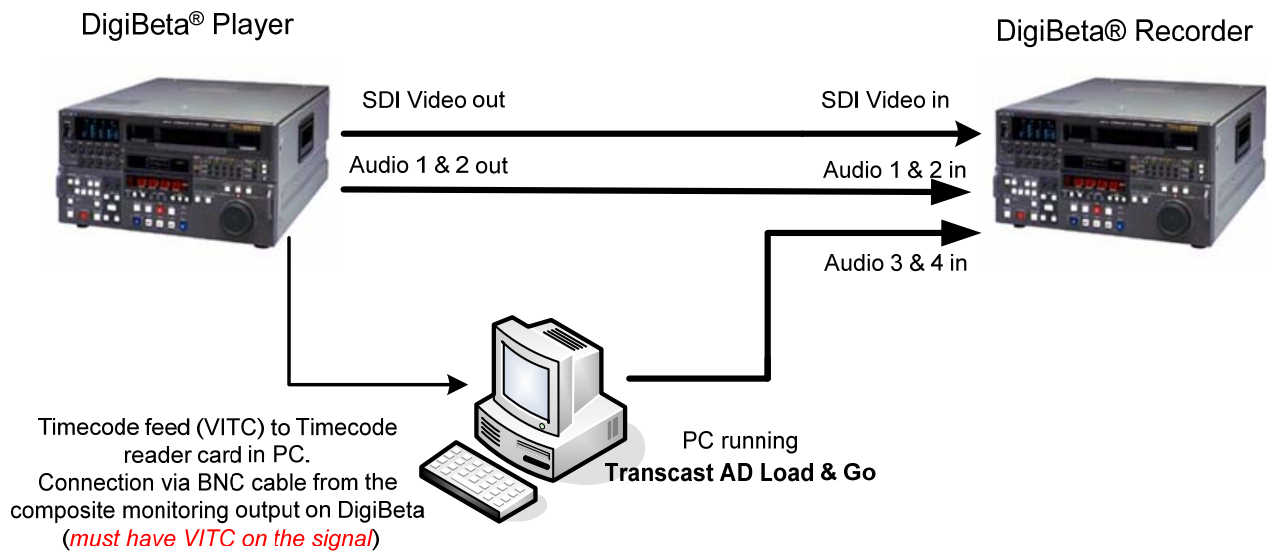 DigiBeta® Player
DigiBeta® Recorder
SDI Video out
SDI Video in
Audio 1 & 2 out
Audio 1 & 2 in
Audio 3 & 4 in
Timecode feed (VITC) to Timecode
reader card in PC.
Connection via BNC cable from the
composite monitoring output on DigiBeta
(must have VITC on the signal)
PC running
Transcast AD Load & Go